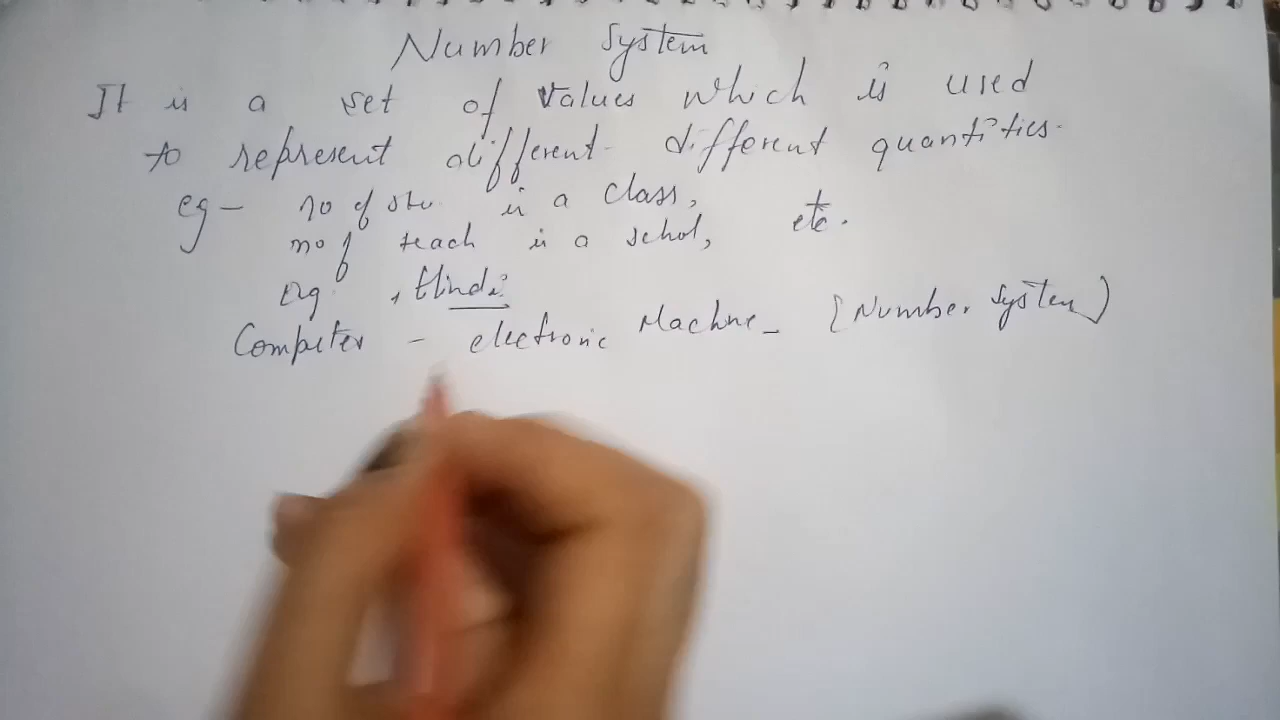 Number System
It is a set of values which is used
to represent different different quantities.
eg - no of stu in a class,
no of teach in a schol, etc.
, Hindi
Computer - electronic Machine - [Number System)